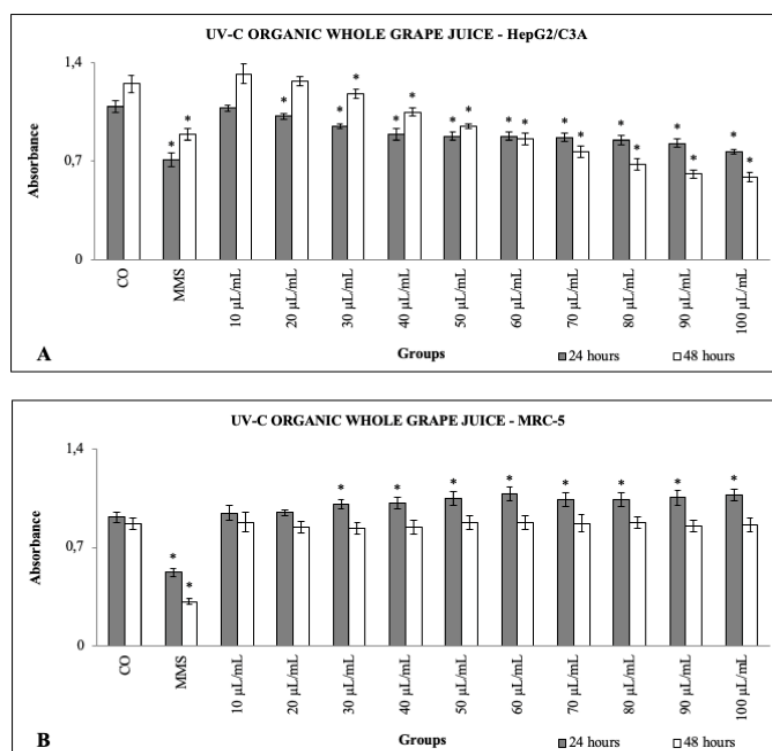 UV-C ORGANIC WHOLE GRAPE JUICE - HepG2/C3A
1,4
0,7
0
Absorbance
* * * * * * * * * * * * * * * * * * *
CO
MMS
10 µL/mL
20 µL/mL
30 µL/mL
40 µL/mL
50 µL/mL
60 µL/mL
70 µL/mL
80 µL/mL
90 µL/mL
100 µL/mL
A
Groups
24 hours
48 hours
UV-C ORGANIC WHOLE GRAPE JUICE - MRC-5
1,4
0,7
0
Absorbance
* * * * * * * * * *
CO
MMS
10 µL/mL
20 µL/mL
30 µL/mL
40 µL/mL
50 µL/mL
60 µL/mL
70 µL/mL
80 µL/mL
90 µL/mL
100 µL/mL
B
Groups
24 hours
48 hours